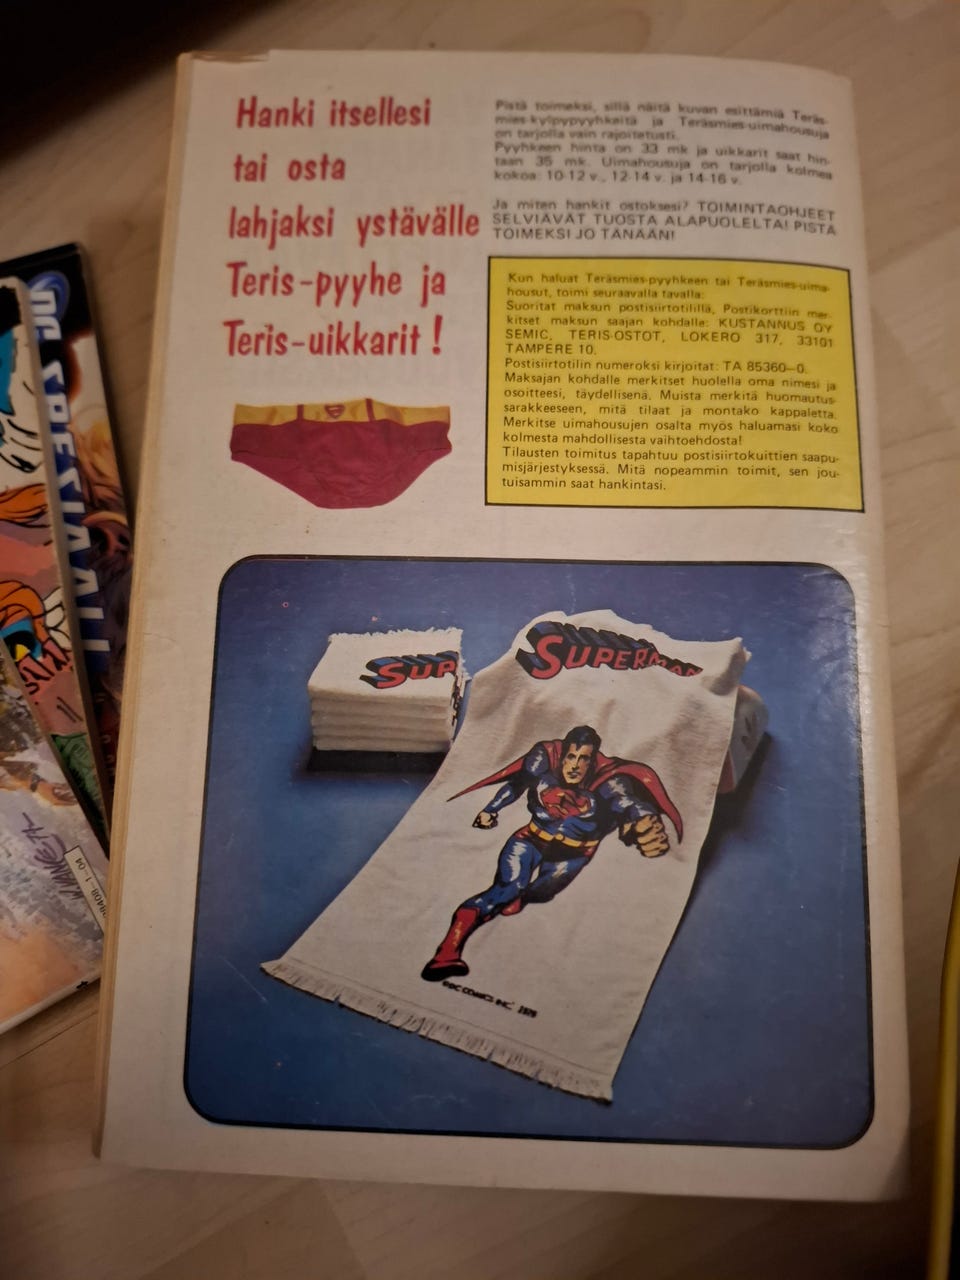 Hanki itsellesi
tai osta
lahjaksi ystävälle
Teris-pyyhe ja
Teris-uikkarit !
Pistä toimeksi, sillä näitä kuvan esittämiä Teräs-
mies-kylpypyyhkeitä ja Teräsmies-uimahousuja
on tarjolla vain rajoitetusti.
Pyyhkeen hinta on 33 mk ja uikkarit saat hin-
taan 35 mk. Uimahousuja on tarjolla kolmea
kokoa: 10-12 v., 12-14 v. ja 14-16 v.
Ja miten hankit ostoksesi? TOIMINTAOHJEET
SELVIÄVÄT TUOSTA ALAPUOLELTA! PISTÄ
TOIMEKSI JO TÄNÄÄN!
Kun haluat Teräsmies-pyyhkeen tai Teräsmies-uima-
housut, toimi seuraavalla tavalla:
Suoritat maksun postisiirtotilillä, Postikorttiin mer-
kitset maksun saajan kohdalle: KUSTANNUS OY
SEMIC, TERIS-OSTOT, LOKERO 317, 33101
TAMPERE 10.
Postisiirtotilin numeroksi kirjoitat: TA 85360—0.
Maksajan kohdalle merkitset huolella oma nimesi ja
osoitteesi, täydellisenä. Muista merkitä huomautus-
sarakkeeseen, mitä tilaat ja montako kappaletta.
Merkitse uimahousujen osalta myös haluamasi koko
kolmesta mahdollisesta vaihtoehdosta!
Tilausten toimitus tapahtuu postisiirtokuittien saapu-
misjärjestyksessä. Mitä nopeammin toimit, sen jou-
tuisammin saat hankintasi.
SUP
SUPERMAN
DC COMICS INC. 1978
DC SPESIAALI